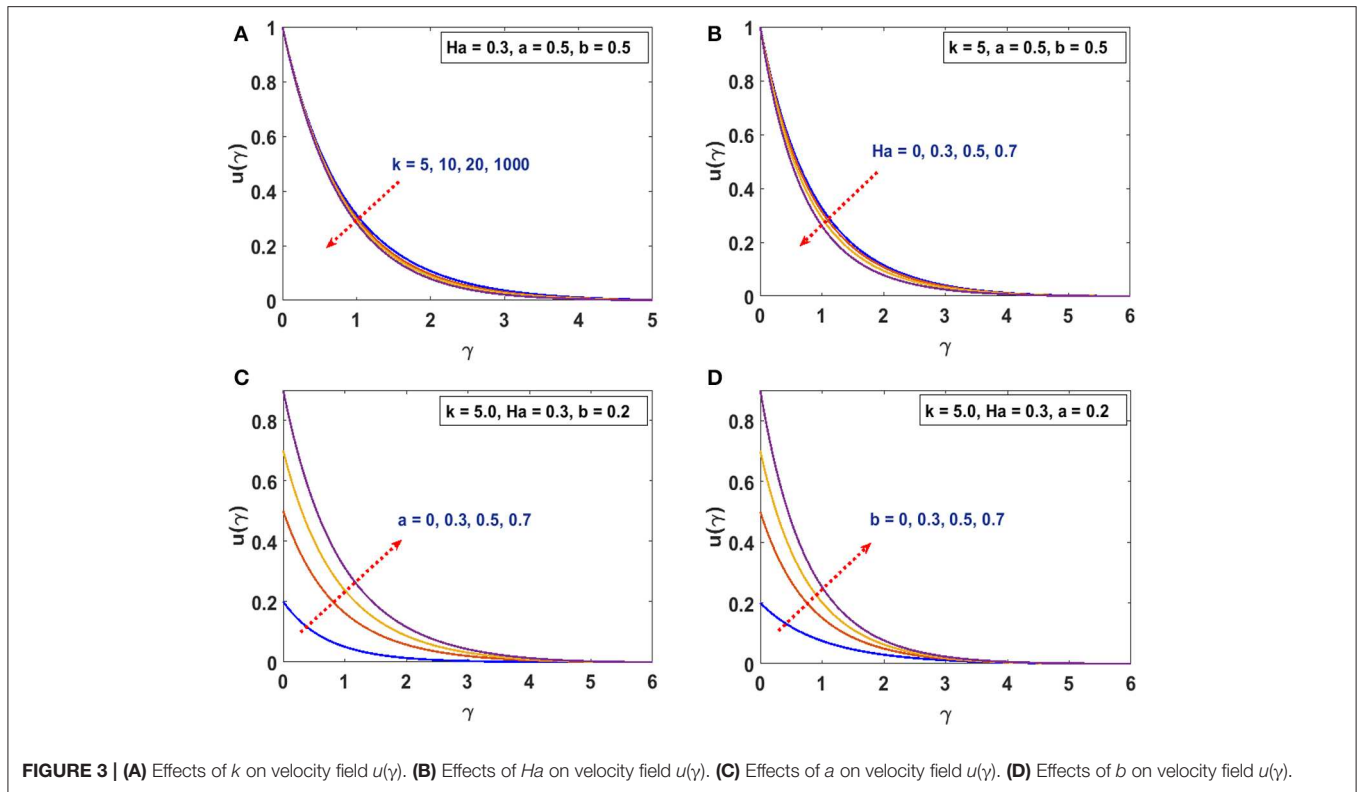 A
Ha = 0.3, a = 0.5, b = 0.5
k = 5, 10, 20, 1000
u(γ)
1
0.8
0.6
0.4
0.2
0
0 1 2 3 4 5
γ
B
k = 5, a = 0.5, b = 0.5
Ha = 0, 0.3, 0.5, 0.7
u(γ)
1
0.8
0.6
0.4
0.2
0
0 1 2 3 4 5 6
γ
C
k = 5.0, Ha = 0.3, b = 0.2
a = 0, 0.3, 0.5, 0.7
u(γ)
0.8
0.6
0.4
0.2
0
0 1 2 3 4 5 6
γ
D
k = 5.0, Ha = 0.3, a = 0.2
b = 0, 0.3, 0.5, 0.7
u(γ)
0.8
0.6
0.4
0.2
0
0 1 2 3 4 5 6
γ
FIGURE 3 | (A) Effects of k on velocity field u(γ). (B) Effects of Ha on velocity field u(γ). (C) Effects of a on velocity field u(γ). (D) Effects of b on velocity field u(γ).